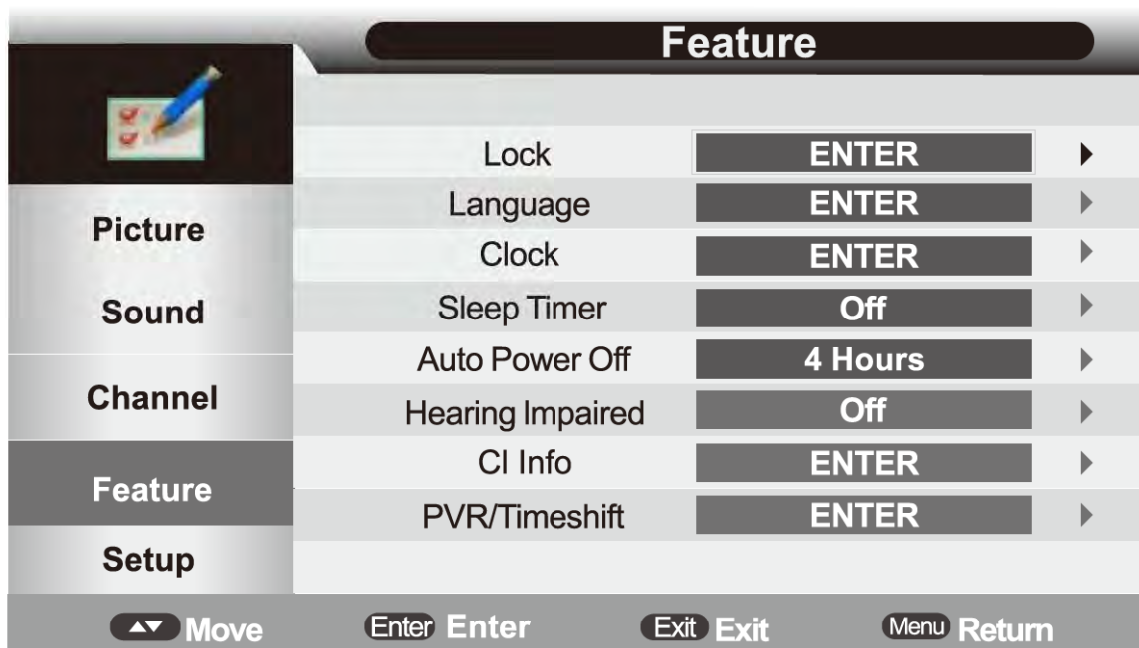 Feature
Picture
Sound
Channel
Feature
Setup
Lock ENTER
Language ENTER
Clock ENTER
Sleep Timer Off
Auto Power Off 4 Hours
Hearing Impaired Off
CI Info ENTER
PVR/Timeshift ENTER
Move Enter Enter Exit Exit Menu Return